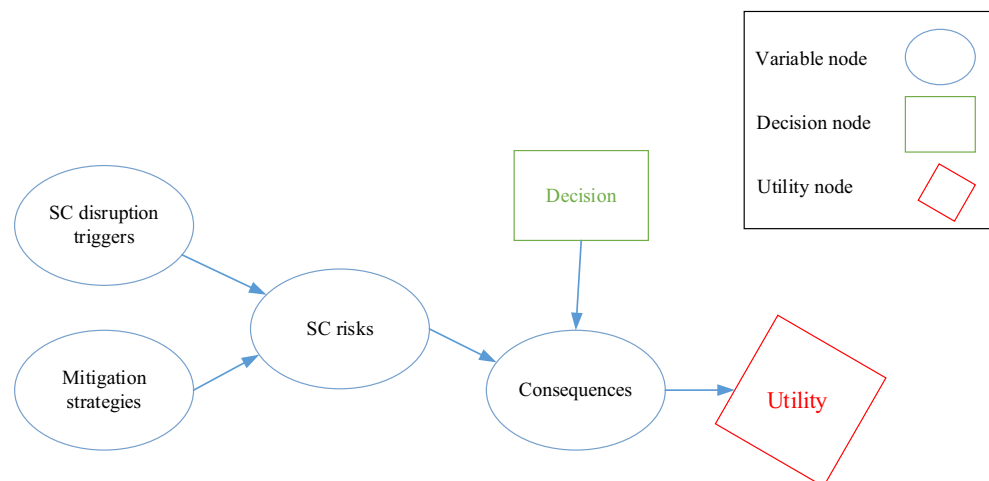 Variable node
Decision node
Utility node
Decision
SC disruption
triggers
SC risks
Mitigation
strategies
Consequences
Utility